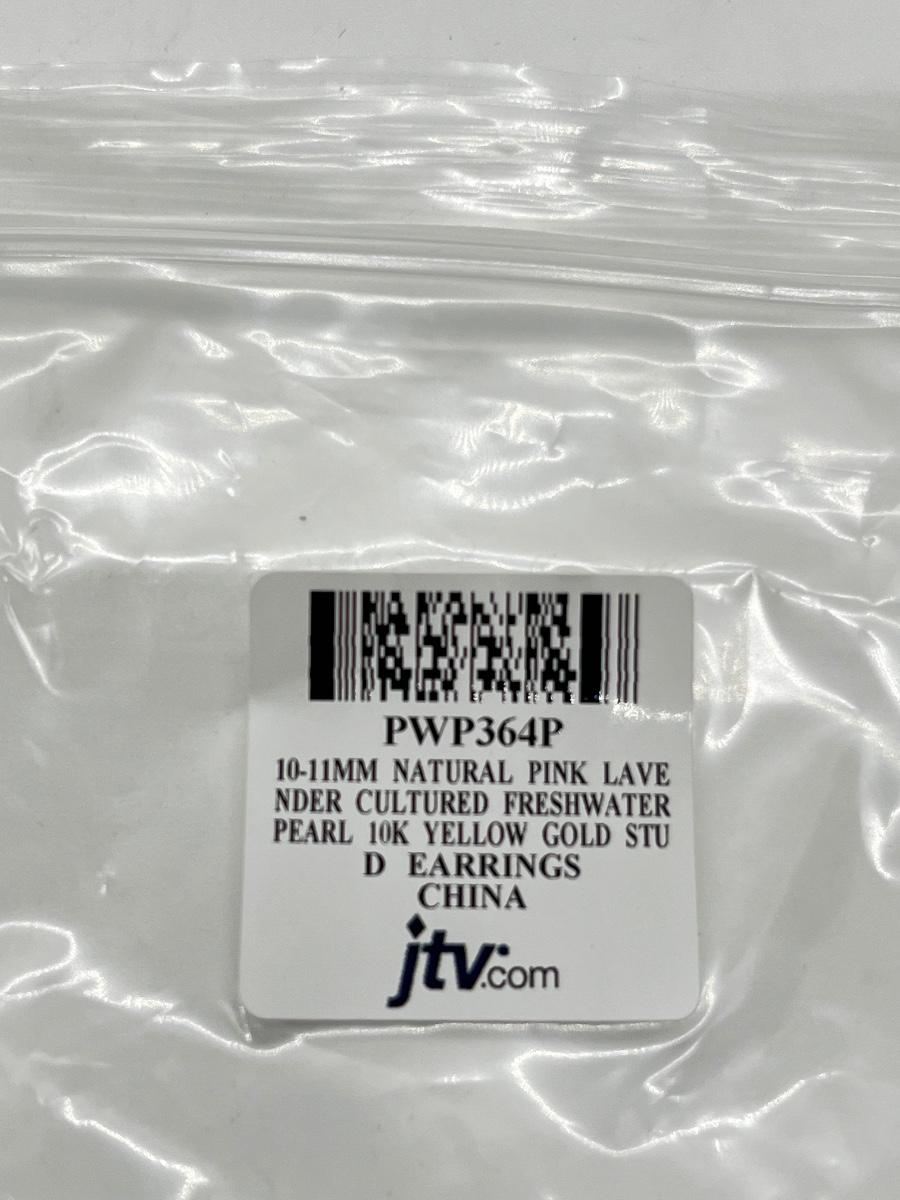 PWP364P
10-11MM NATURAL PINK LAVE
NDER CULTURED FRESHWATER
PEARL 10K YELLOW GOLD STU
D EARRINGS
CHINA
jtv.com